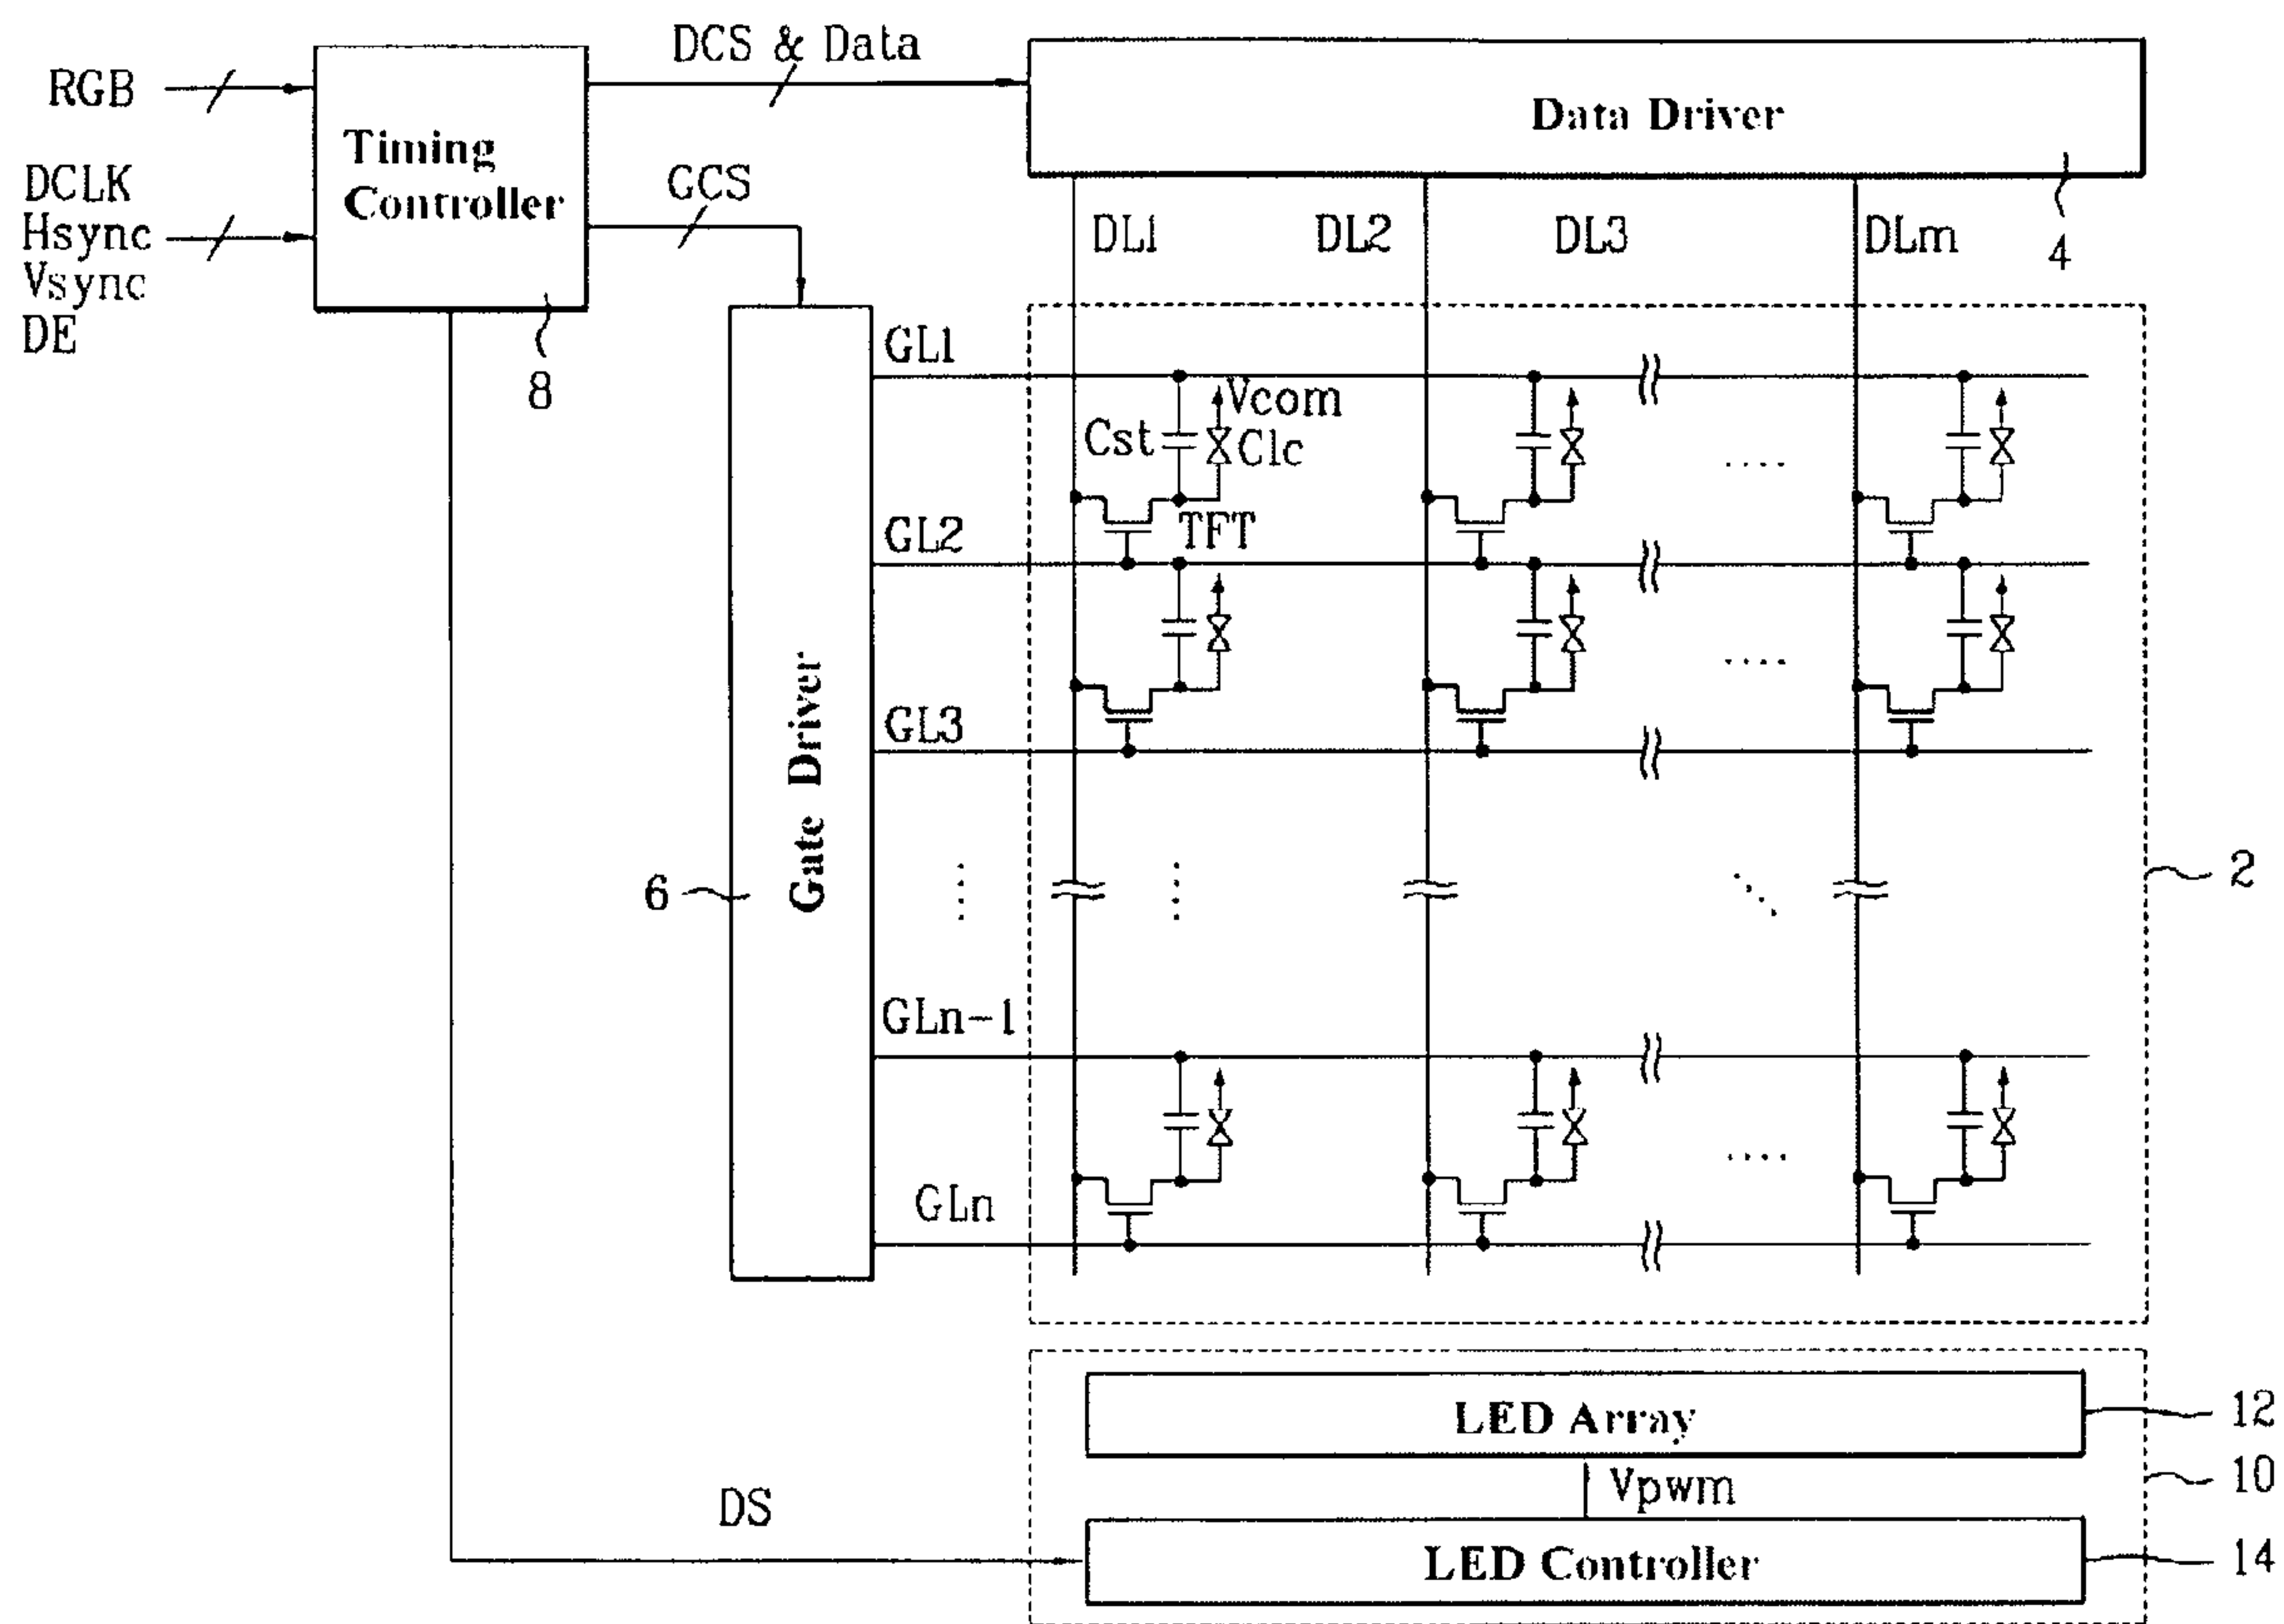 DCS & Data
RGB
Timing
Controller
Data Driver
DCLK
Hsync
Vsync
DE
GCS
8
DL1
DL2
DL3
DLm
4
GL1
Vcom
Cst
Clc
GL2
TFT
GL3
Gate Driver
6
2
GLn-1
GLn
LED Array
12
Vpwm
10
DS
LED Controller
14